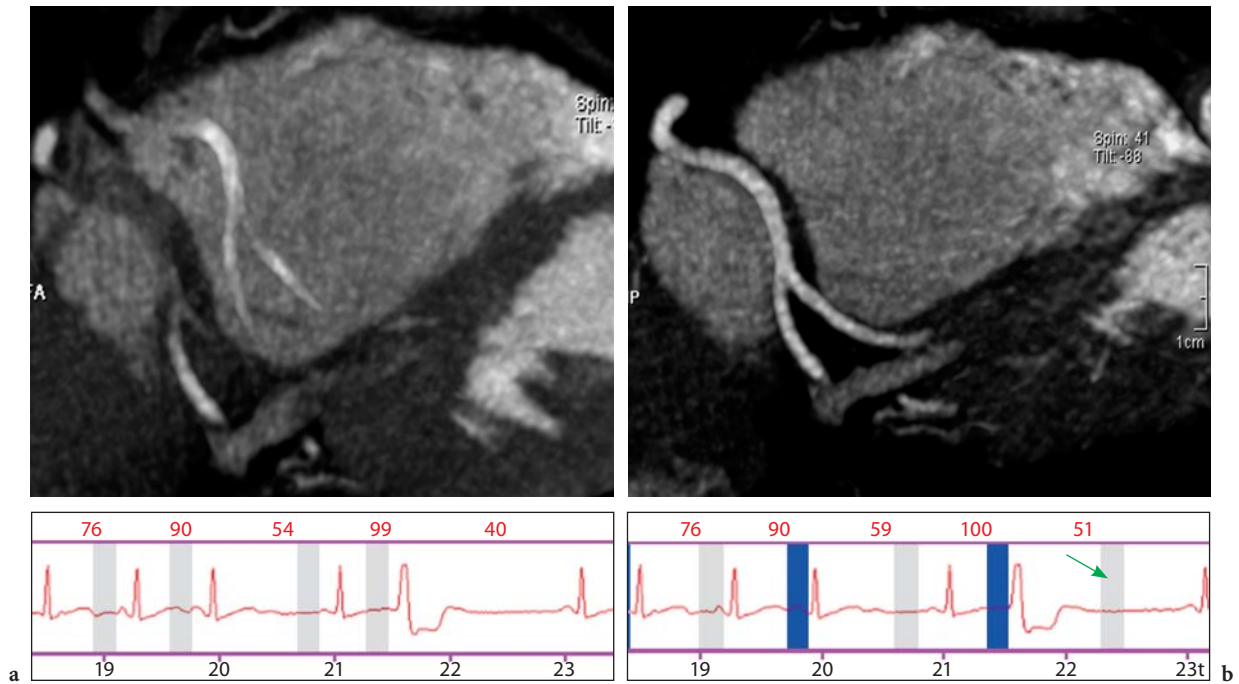 Spin:
Tilt -
FA
Spin: 41
Tilt -88
P
1cm
76 90 54 99 40
19 20 21 22 23
a
76 90 59 100 51
19 20 21 22 23t
b